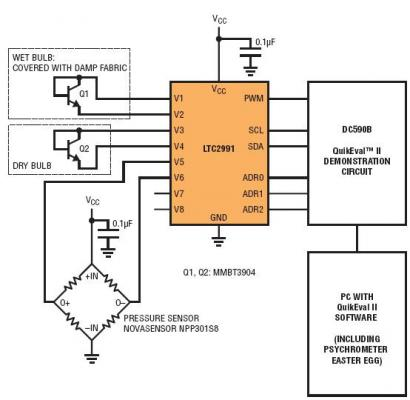 VCC
0.1µF
WET BULB:
COVERED WITH DAMP FABRIC
Q1
Q2
DRY BULB
VCC
V1
V2
V3
V4
V5
V6
V7
V8
LTC2991
PWM
SCL
SDA
ADR0
ADR1
ADR2
GND
DC590B
QuikEval™ II
DEMONSTRATION
CIRCUIT
VCC
0.1µF
+IN
O+
O–
–IN
PRESSURE SENSOR
NOVASENSOR NPP301S8
Q1, Q2: MMBT3904
PC WITH
QuikEval II
SOFTWARE
(INCLUDING
PSYCHROMETER
EASTER EGG)